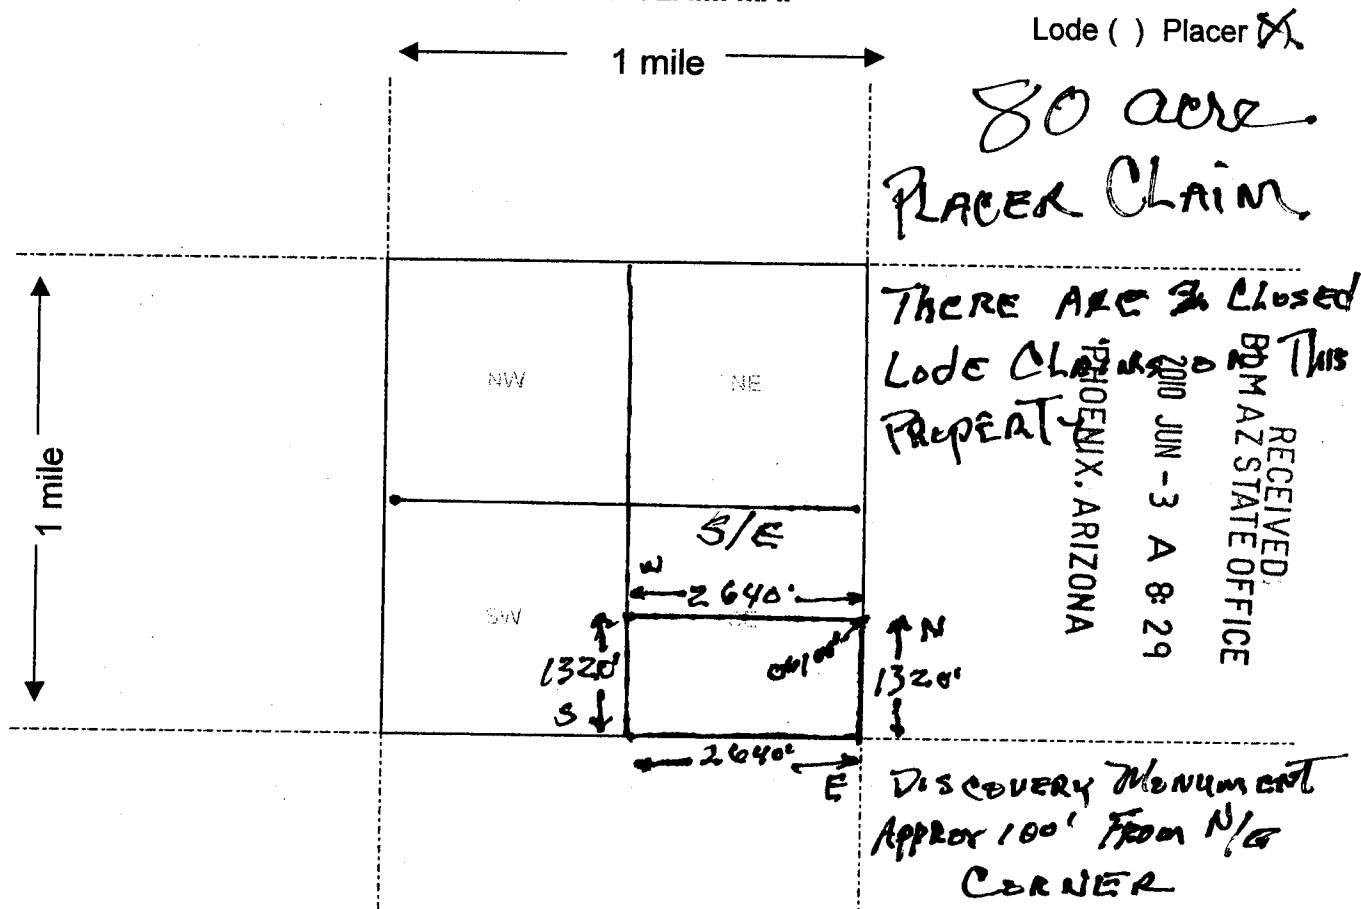 Lode ( ) Placer (X)
1 mile
80 acre
PLACER CLAIM
THERE ARE CLOSED
LODE CLAIMS ON THIS
PROPERTY
NW
NE
1 mile
S/E
W
2640'
SW
SE
1320'
S
100'
N
1320'
2640'
E
RECEIVED
BLM AZ STATE OFFICE
2010 JUN -3 A 8:29
PHOENIX, ARIZONA
DISCOVERY MONUMENT
APPROX 100' FROM N/E
CORNER